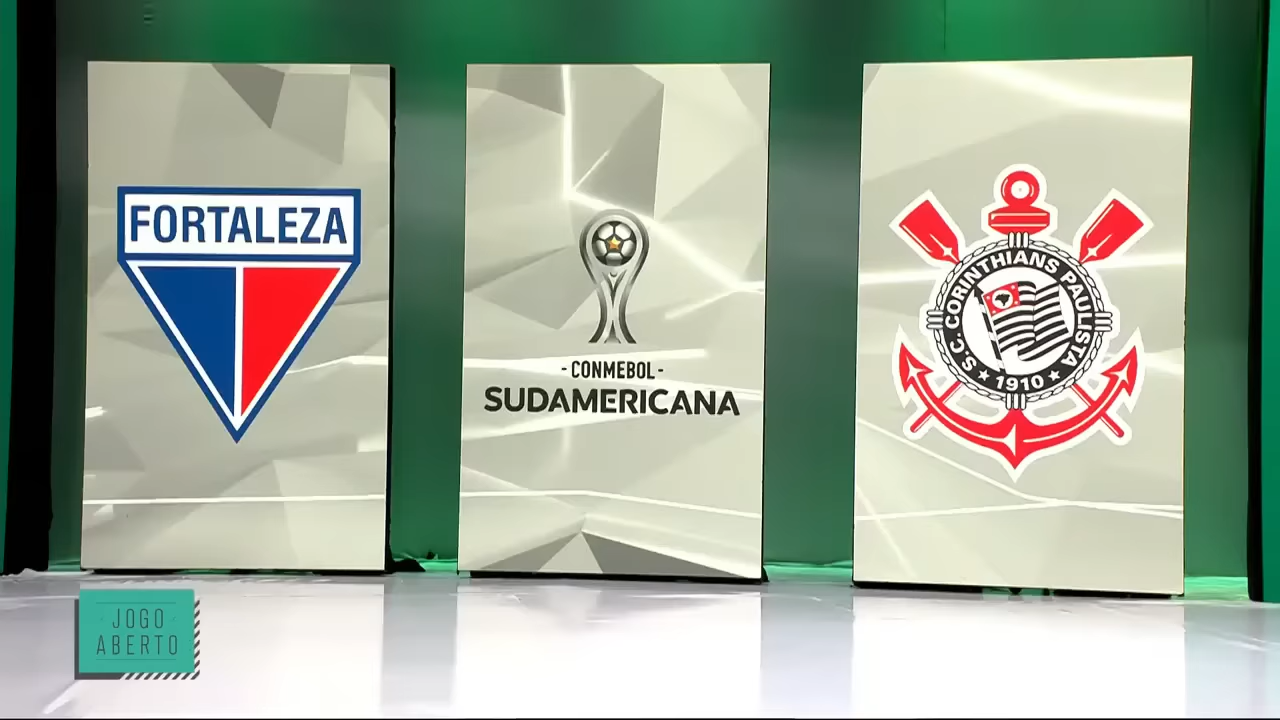 FORTALEZA
- CONMEBOL -
SUDAMERICANA
S.C. CORINTHIANS PAULISTA
★ 1910 ★
JOGO
ABERTO